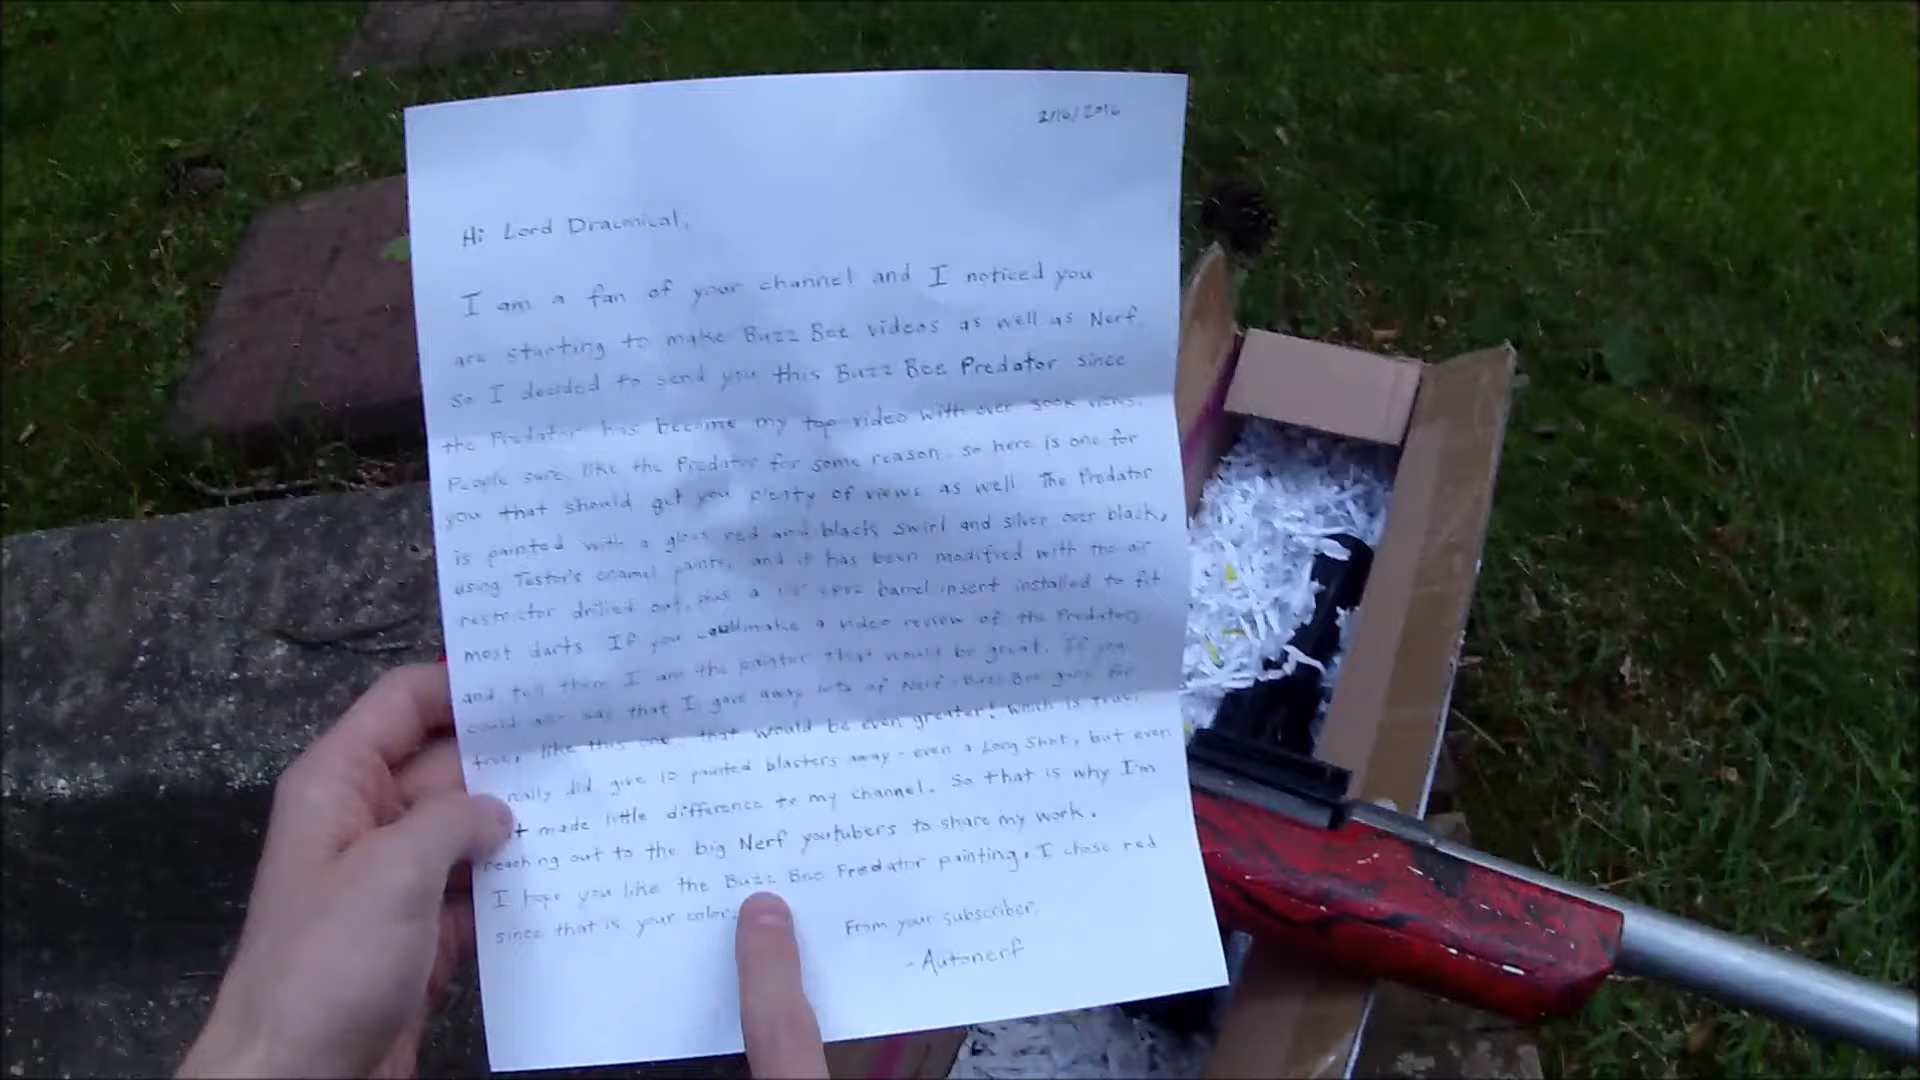 2/16/2016
Hi Lord Dracnical,
I am a fan of your channel and I noticed you
are starting to make Buzz Bee videos as well as Nerf
so I decided to send you this Buzz Bee Predator since
the Predator has become my top video with over 300K views.
People sure like the Predator for some reason. So here is one for
you that should get you plenty of views as well. The Predator
is painted with a gloss red and black swirl and silver over black,
using Testor's enamel paints, and it has been modified with the air
restrictor drilled out, plus a barrel insert installed to fit
most darts. If you could make a video review of the Predator,
and tell them I am the painter that would be great. If you
could also say that I gave away lots of Nerf Buzz Bee guns for
free, like this one, that would be even greater! Which is true,
really did give 10 painted blasters away - even a Long Shot, but even
made little difference to my channel. So that is why I'm
reaching out to the big Nerf youtubers to share my work.
I hope you like the Buzz Bee Predator painting, I chose red
since that is your color.
From your subscriber,
- Autonerf